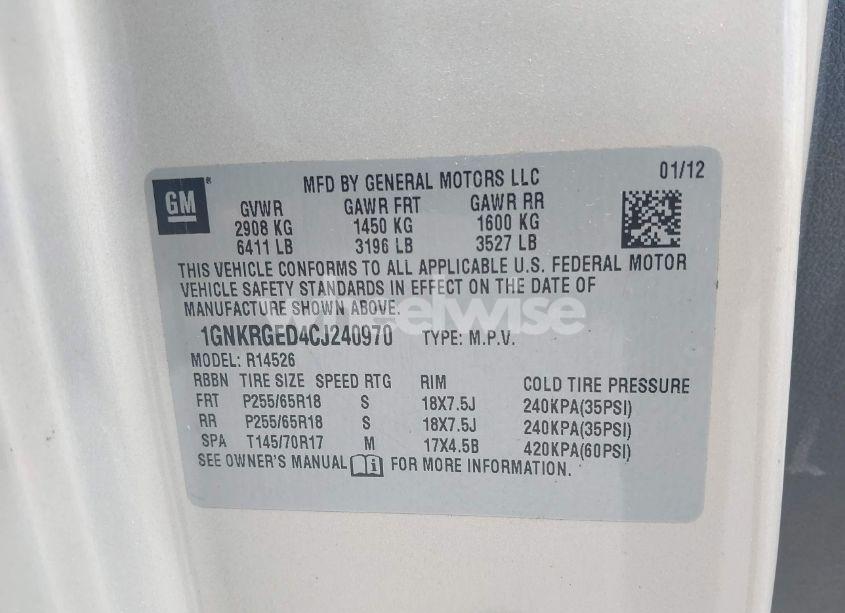 GM
MFD BY GENERAL MOTORS LLC 01/12
GVWR GAWR FRT GAWR RR
2908 KG 1450 KG 1600 KG
6411 LB 3196 LB 3527 LB
THIS VEHICLE CONFORMS TO ALL APPLICABLE U.S. FEDERAL MOTOR
VEHICLE SAFETY STANDARDS IN EFFECT ON THE DATE OF
MANUFACTURE SHOWN ABOVE.
1GNKRGED4CJ240970 TYPE: M.P.V.
MODEL: R14526
RBBN TIRE SIZE SPEED RTG RIM COLD TIRE PRESSURE
FRT P255/65R18 S 18X7.5J 240KPA(35PSI)
RR P255/65R18 S 18X7.5J 240KPA(35PSI)
SPA T145/70R17 M 17X4.5B 420KPA(60PSI)
SEE OWNER'S MANUAL FOR MORE INFORMATION.